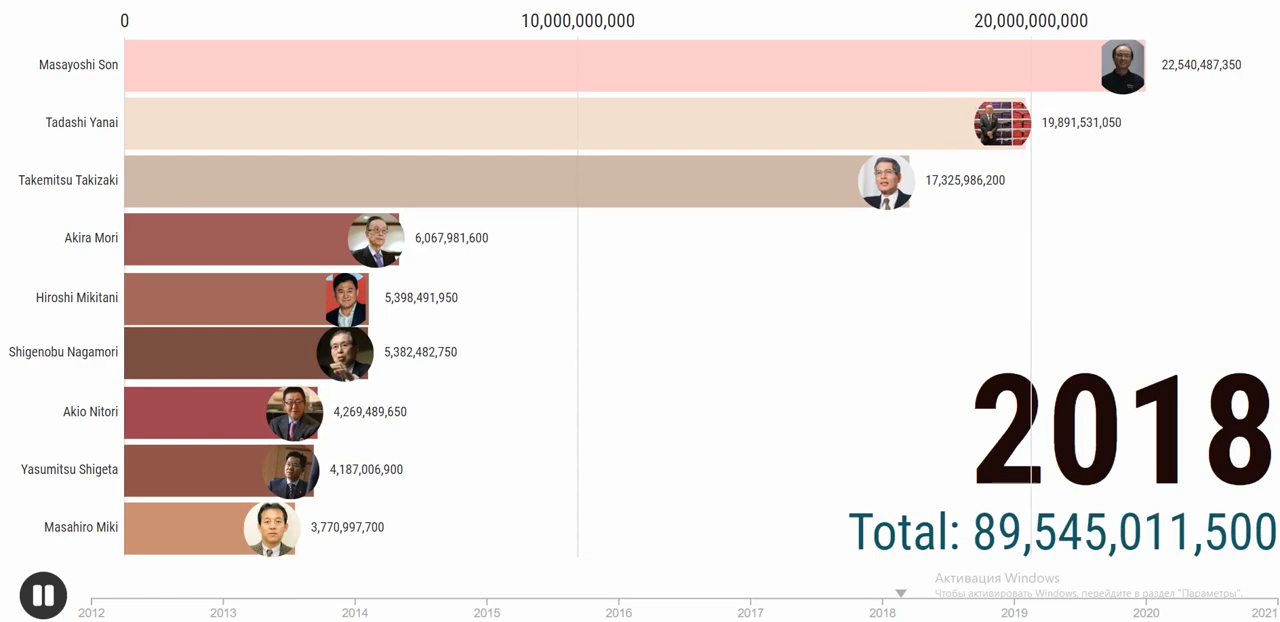 0 10,000,000,000 20,000,000,000
Masayoshi Son 22,540,487,350
Tadashi Yanai 19,891,531,050
Takemitsu Takizaki 17,325,986,200
Akira Mori 6,067,981,600
Hiroshi Mikitani 5,398,491,950
Shigenobu Nagamori 5,382,482,750
Akio Nitori 4,269,489,650
Yasumitsu Shigeta 4,187,006,900
Masahiro Miki 3,770,997,700
2018
Total: 89,545,011,500
Активация Windows
Чтобы активировать Windows, перейдите в раздел "Параметры".
2012 2013 2014 2015 2016 2017 2018 2019 2020 2021